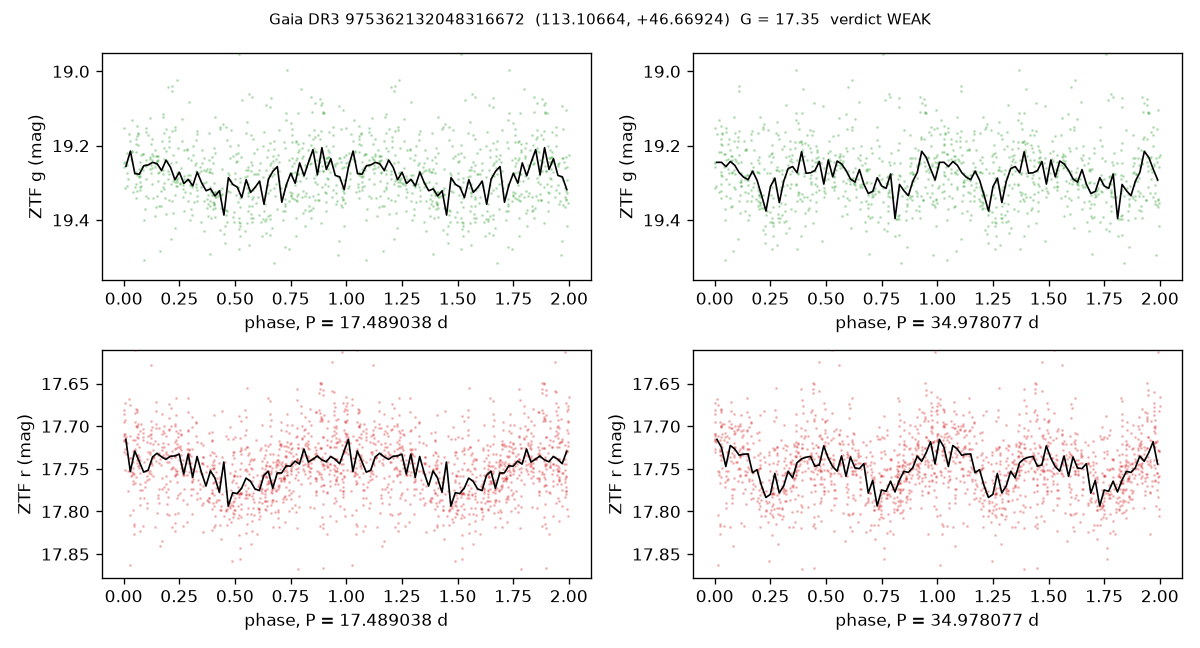 Gaia DR3 975362132048316672 (113.10664, +46.66924) G = 17.35 verdict WEAK
ZTF g (mag)
19.0
19.2
19.4
0.00 0.25 0.50 0.75 1.00 1.25 1.50 1.75 2.00
phase, P = 17.489038 d
ZTF g (mag)
19.0
19.2
19.4
0.00 0.25 0.50 0.75 1.00 1.25 1.50 1.75 2.00
phase, P = 34.978077 d
ZTF r (mag)
17.65
17.70
17.75
17.80
17.85
0.00 0.25 0.50 0.75 1.00 1.25 1.50 1.75 2.00
phase, P = 17.489038 d
ZTF r (mag)
17.65
17.70
17.75
17.80
17.85
0.00 0.25 0.50 0.75 1.00 1.25 1.50 1.75 2.00
phase, P = 34.978077 d